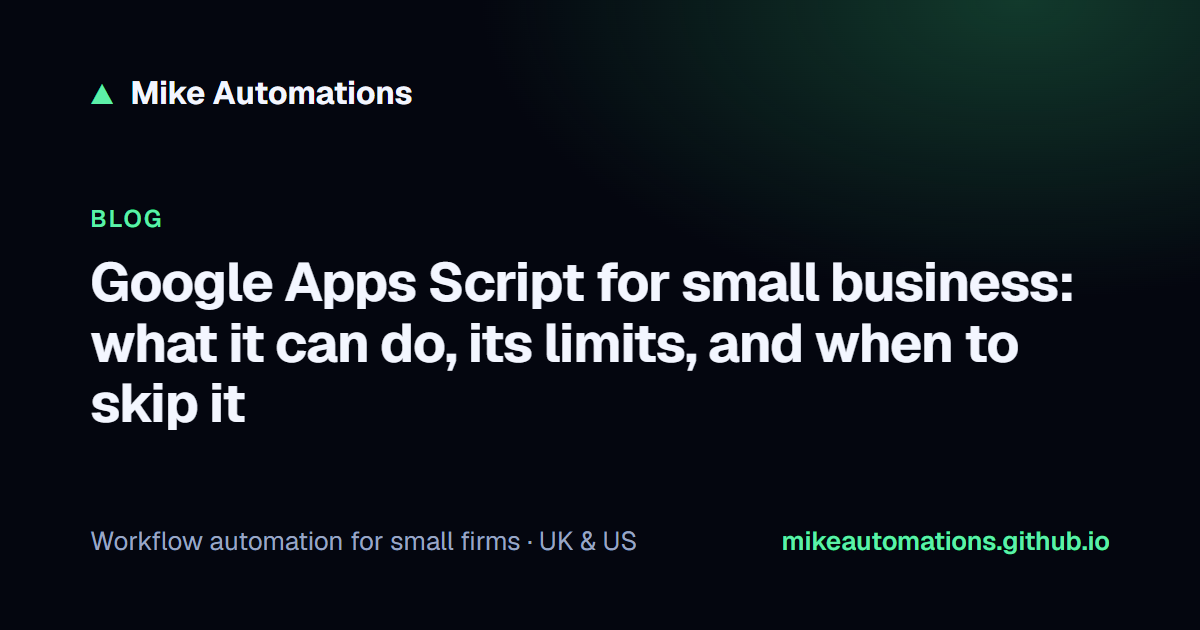 Mike Automations
BLOG
Google Apps Script for small business:
what it can do, its limits, and when to
skip it
Workflow automation for small firms · UK & US
mikeautomations.github.io